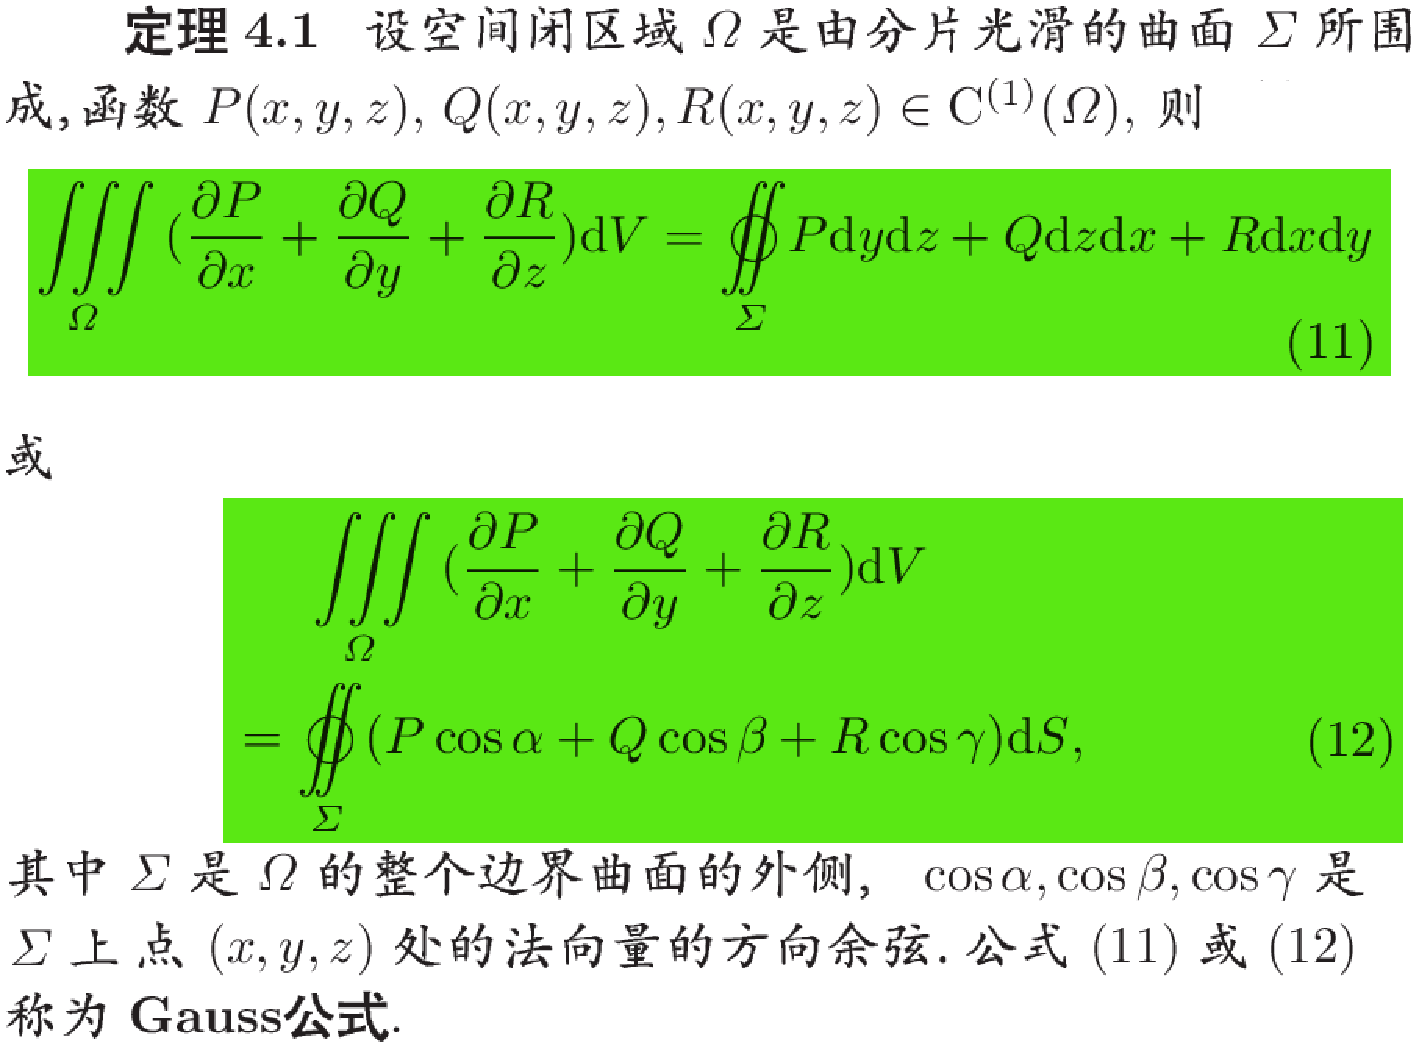 定理 4.1 设空间闭区域 Ω 是由分片光滑的曲面 Σ 所围
成,函数 P(x, y, z), Q(x, y, z), R(x, y, z) ∈ C⁽¹⁾(Ω), 则
∭_Ω (∂P/∂x + ∂Q/∂y + ∂R/∂z)dV = ∯_Σ Pdydz + Qdzdx + Rdxdy
(11)
或
∭_Ω (∂P/∂x + ∂Q/∂y + ∂R/∂z)dV
= ∯_Σ (P cos α + Q cos β + R cos γ)dS, (12)
其中 Σ 是 Ω 的整个边界曲面的外侧, cos α, cos β, cos γ 是
Σ 上点 (x, y, z) 处的法向量的方向余弦. 公式 (11) 或 (12)
称为 Gauss公式.